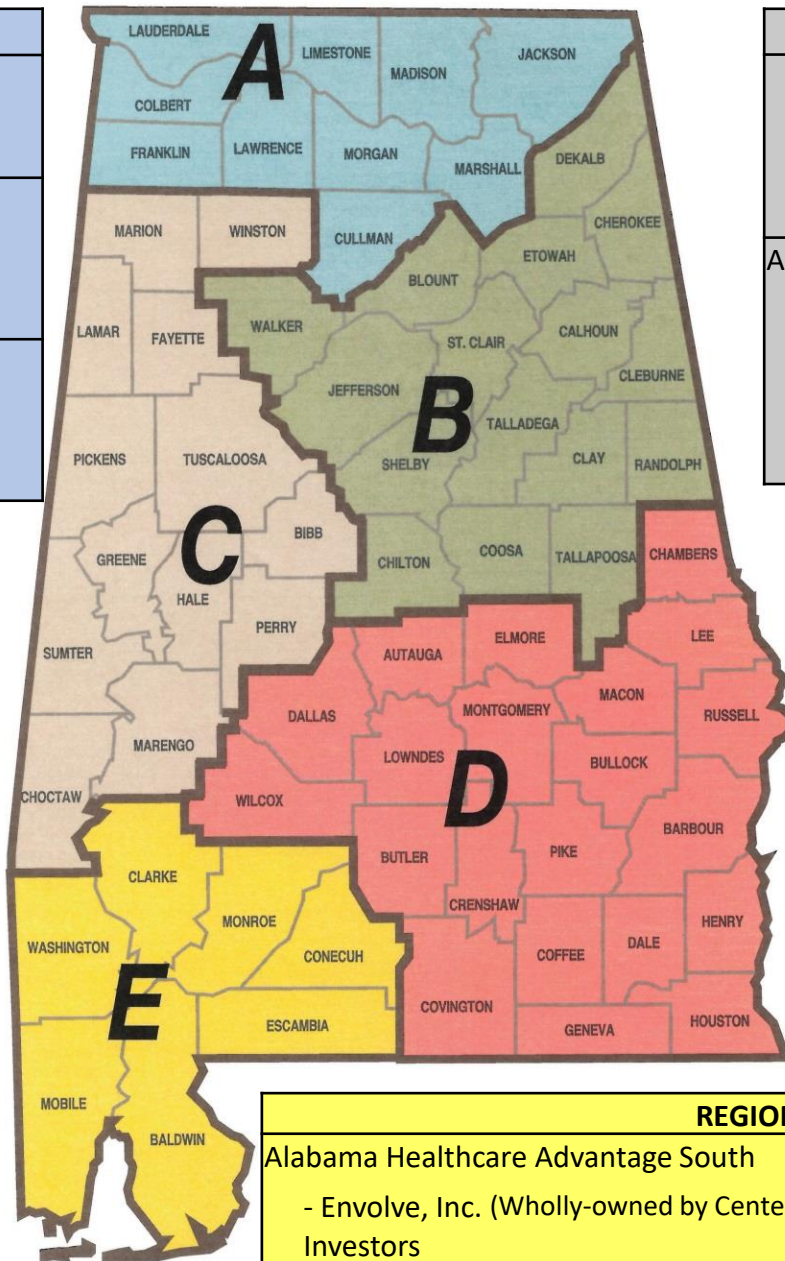 LAUDERDALE
LIMESTONE
MADISON
JACKSON
A
COLBERT
FRANKLIN
LAWRENCE
MORGAN
MARSHALL
DEKALB
CHEROKEE
CULLMAN
MARION
WINSTON
ETOWAH
BLOUNT
A
WALKER
LAMAR
FAYETTE
ST. CLAIR
CALHOUN
CLEBURNE
JEFFERSON
B
TALLADEGA
PICKENS
TUSCALOOSA
SHELBY
CLAY
RANDOLPH
C
BIBB
GREENE
CHILTON
COOSA
TALLAPOOSA
CHAMBERS
HALE
PERRY
SUMTER
AUTAUGA
ELMORE
LEE
DALLAS
MONTGOMERY
MACON
RUSSELL
MARENGO
LOWNDES
D
BULLOCK
CHOCTAW
WILCOX
BARBOUR
BUTLER
PIKE
CLARKE
CRENSHAW
MONROE
HENRY
WASHINGTON
CONECUH
COFFEE
DALE
E
COVINGTON
ESCAMBIA
GENEVA
HOUSTON
MOBILE
BALDWIN
REGION
Alabama Healthcare Advantage South
- Envolve, Inc. (Wholly-owned by Cente
Investors